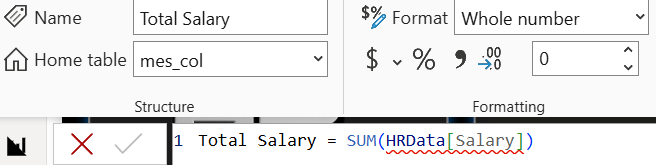 Name Total Salary $% Format Whole number
Home table mes_col $ % 9 .00 →.0 0
Structure Formatting
1 Total Salary = SUM(HRData[Salary])